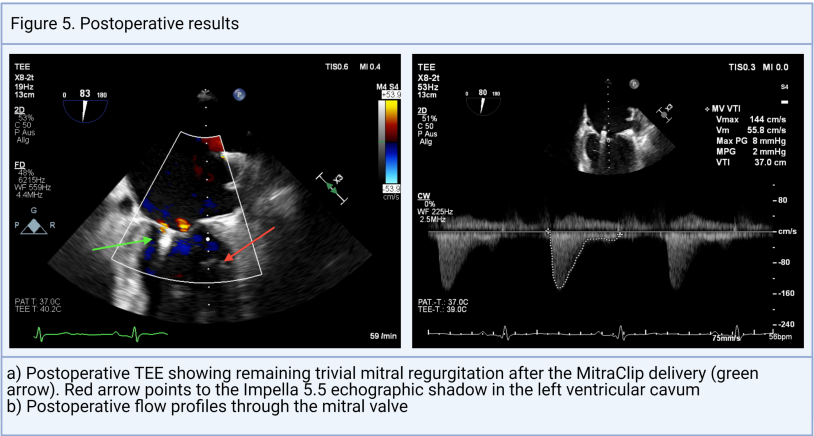 Figure 5. Postoperative results
TEE
X8-2t
19Hz
13cm
0 83 180
TIS0.6 MI 0.4
M4 S4
2D
53%
C 50
P Aus
Allg
FD
48%
6215Hz
WF 559Hz
4.4MHz
-53.9
cm/s
X3
P
G
P R
PAT T: 37.0C
TEE T: 40.2C
59 /min
TEE
X8-2t
53Hz
13cm
0 80 180
TIS0.3 MI 0.0
S4
P
X3
2D
51%
C 50
P Aus
Allg
MV VTI
Vmax 144 cm/s
Vm 55.8 cm/s
Max PG 8 mmHg
MPG 2 mmHg
VTI 37.0 cm
CW
0%
WF 225Hz
2.5MHz
80
cm/s
-80
-160
-240
PAT.-T.: 37.0C
TEE-T.: 39.0C
75mm/s
56bpm
a) Postoperative TEE showing remaining trivial mitral regurgitation after the MitraClip delivery (green
arrow). Red arrow points to the Impella 5.5 echographic shadow in the left ventricular cavum
b) Postoperative flow profiles through the mitral valve